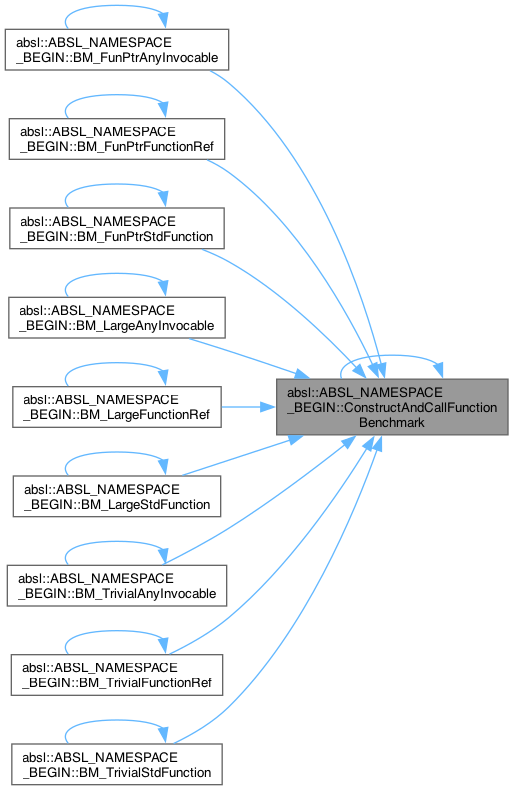 absl::ABSL_NAMESPACE
_BEGIN::BM_FunPtrAnyInvocable
absl::ABSL_NAMESPACE
_BEGIN::BM_FunPtrFunctionRef
absl::ABSL_NAMESPACE
_BEGIN::BM_FunPtrStdFunction
absl::ABSL_NAMESPACE
_BEGIN::BM_LargeAnyInvocable
absl::ABSL_NAMESPACE
_BEGIN::BM_LargeFunctionRef
absl::ABSL_NAMESPACE
_BEGIN::ConstructAndCallFunction
Benchmark
absl::ABSL_NAMESPACE
_BEGIN::BM_LargeStdFunction
absl::ABSL_NAMESPACE
_BEGIN::BM_TrivialAnyInvocable
absl::ABSL_NAMESPACE
_BEGIN::BM_TrivialFunctionRef
absl::ABSL_NAMESPACE
_BEGIN::BM_TrivialStdFunction